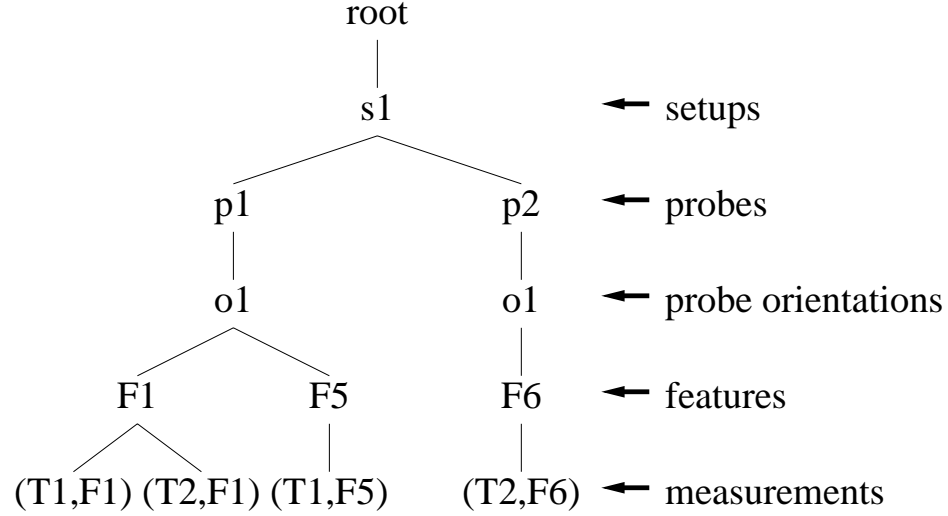 root
s1 setups
p1 p2 probes
o1 o1 probe orientations
F1 F5 F6 features
(T1,F1) (T2,F1) (T1,F5) (T2,F6) measurements